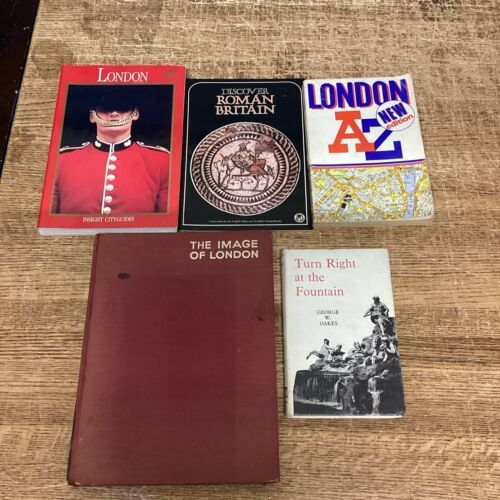 LONDON
INSIGHT CITYGUIDES
DISCOVER
ROMAN
BRITAIN
LONDON
AZ
NEW
edition
THE IMAGE
OF LONDON
Turn Right
at the
Fountain
GEORGE
W.
OAKES